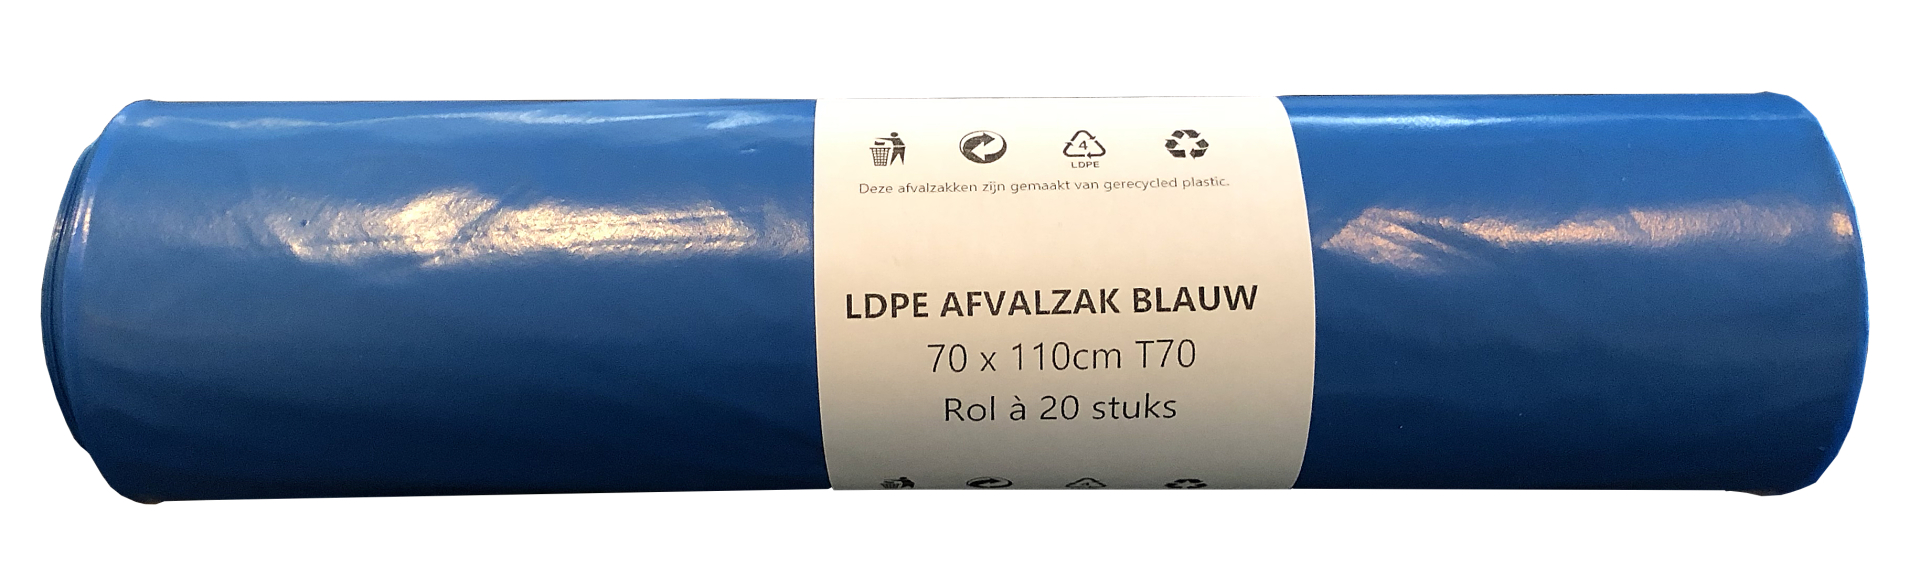 4
LDPE
Deze afvalzakken zijn gemaakt van gerecycled plastic.
LDPE AFVALZAK BLAUW
70 x 110cm T70
Rol à 20 stuks